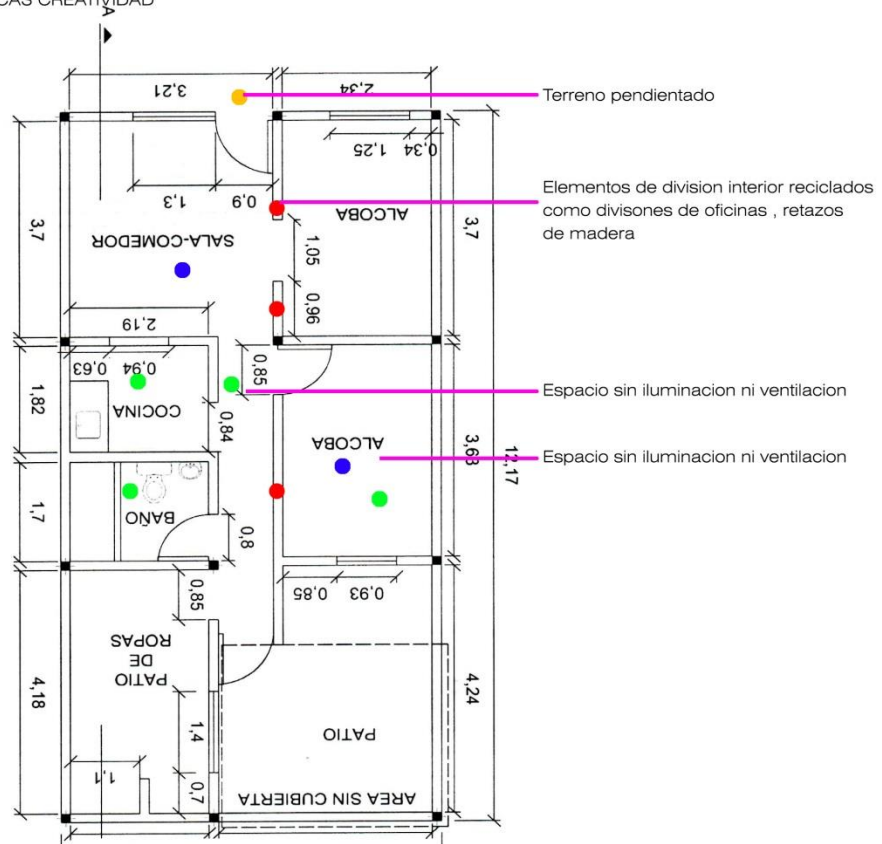 CAS CREATIVIDAD
A
3,21
2,34
Terreno pendientado
1,25
0,34
1,3
0,9
Elementos de division interior reciclados
como divisones de oficinas , retazos
de madera
3,7
SALA-COMEDOR
ALCOBA
1,05
3,7
0,96
2,19
0,63
0,94
0,85
Espacio sin iluminacion ni ventilacion
1,82
COCINA
0,84
ALCOBA
3,63
12,17
Espacio sin iluminacion ni ventilacion
1,7
BAÑO
0,8
0,85
0,85
0,93
PATIO
DE
ROPAS
4,18
4,24
1,4
PATIO
1,1
0,7
AREA SIN CUBIERTA